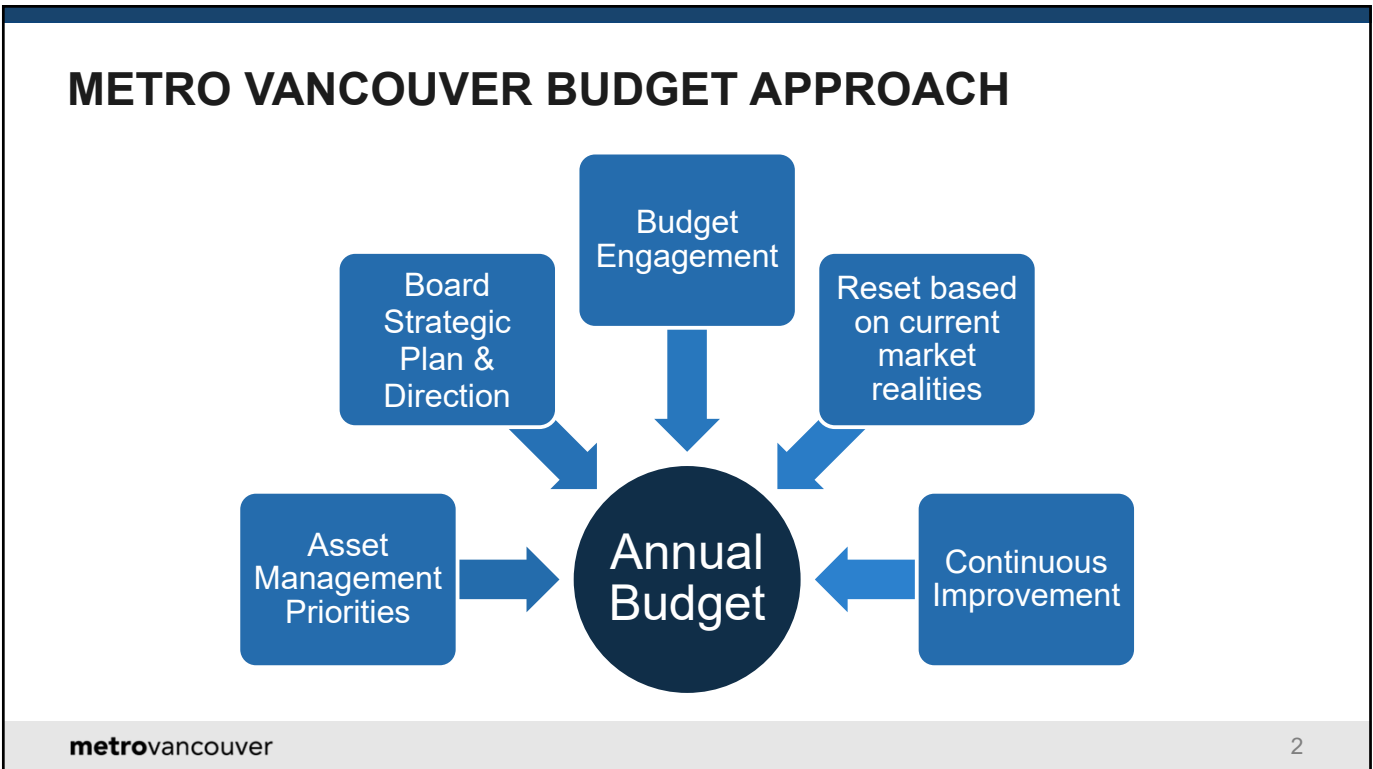 METRO VANCOUVER BUDGET APPROACH
Budget
Engagement
Board
Strategic
Plan &
Direction
Reset based
on current
market
realities
Asset
Management
Priorities
Annual
Budget
Continuous
Improvement
metrovancouver
2